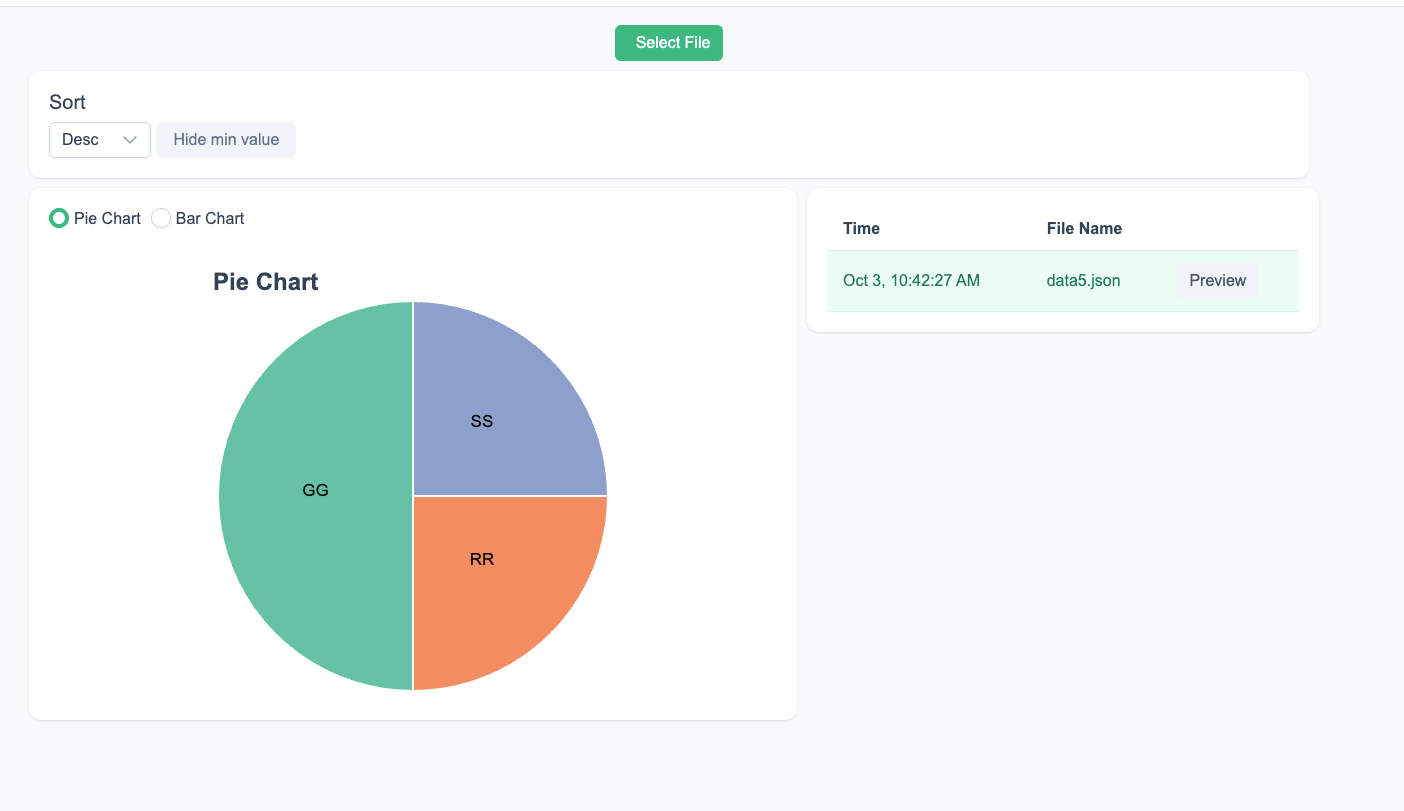 Select File
Sort
Desc
Hide min value
Pie Chart
Bar Chart
Pie Chart
SS
GG
RR
Time
File Name
Oct 3, 10:42:27 AM
data5.json
Preview